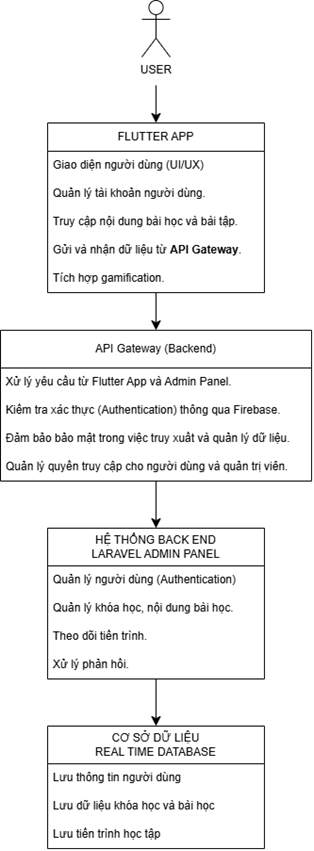 USER
FLUTTER APP
Giao diện người dùng (UI/UX)
Quản lý tài khoản người dùng.
Truy cập nội dung bài học và bài tập.
Gửi và nhận dữ liệu từ API Gateway.
Tích hợp gamification.
API Gateway (Backend)
Xử lý yêu cầu từ Flutter App và Admin Panel.
Kiểm tra xác thực (Authentication) thông qua Firebase.
Đảm bảo bảo mật trong việc truy xuất và quản lý dữ liệu.
Quản lý quyền truy cập cho người dùng và quản trị viên.
HỆ THỐNG BACK END
LARAVEL ADMIN PANEL
Quản lý người dùng (Authentication)
Quản lý khóa học, nội dung bài học.
Theo dõi tiến trình.
Xử lý phản hồi.
CƠ SỞ DỮ LIỆU
REAL TIME DATABASE
Lưu thông tin người dùng
Lưu dữ liệu khóa học và bài học
Lưu tiến trình học tập